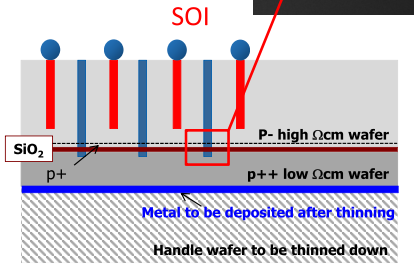 SOI
P- high Ωcm wafer
SiO2
p+
p++ low Ωcm wafer
Metal to be deposited after thinning
Handle wafer to be thinned down